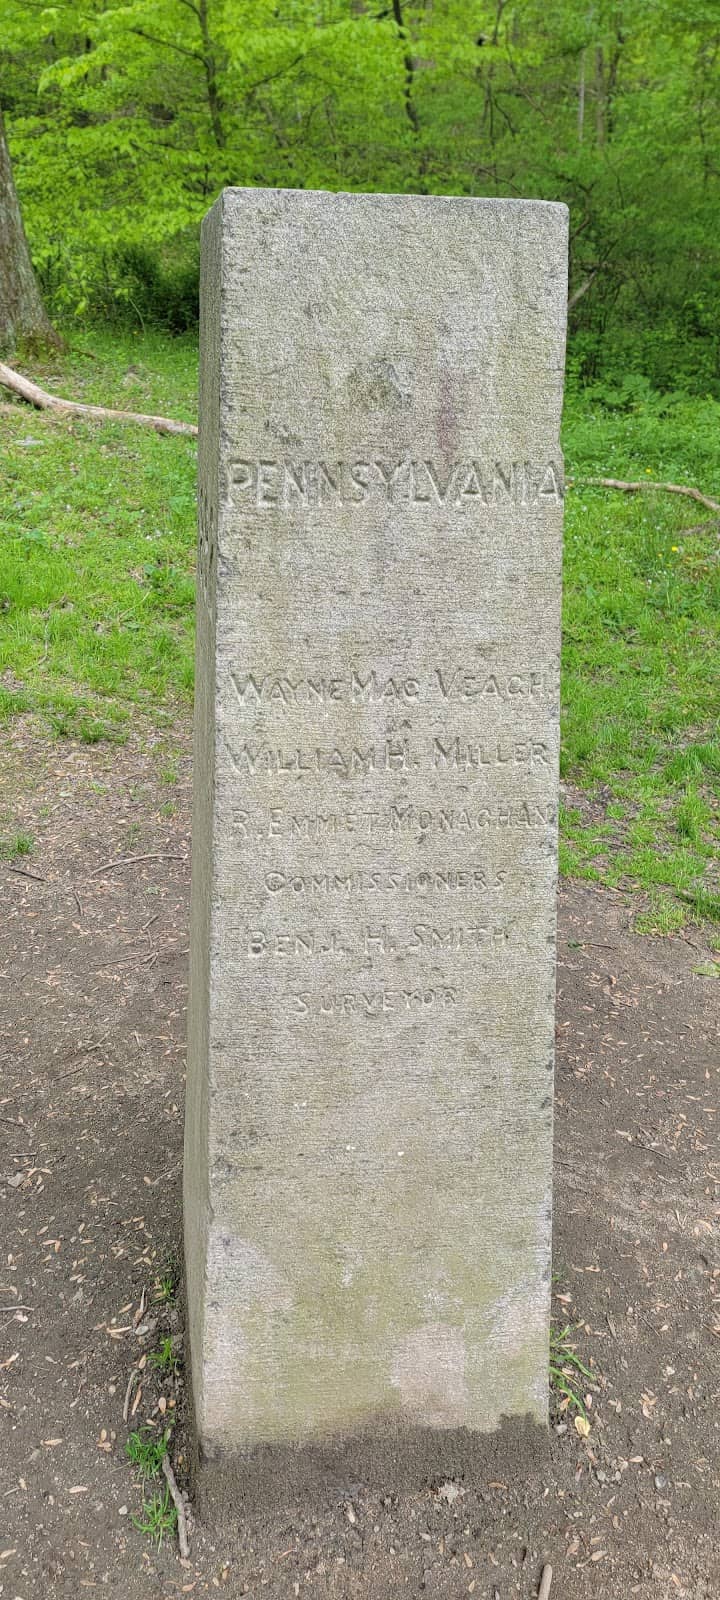 PENNSYLVANIA
WAYNE MAC VEAGH
WILLIAM H. MILLER
R. EMMET MONAGHAN
COMMISSIONERS
BENJ. H. SMITH
SURVEYOR